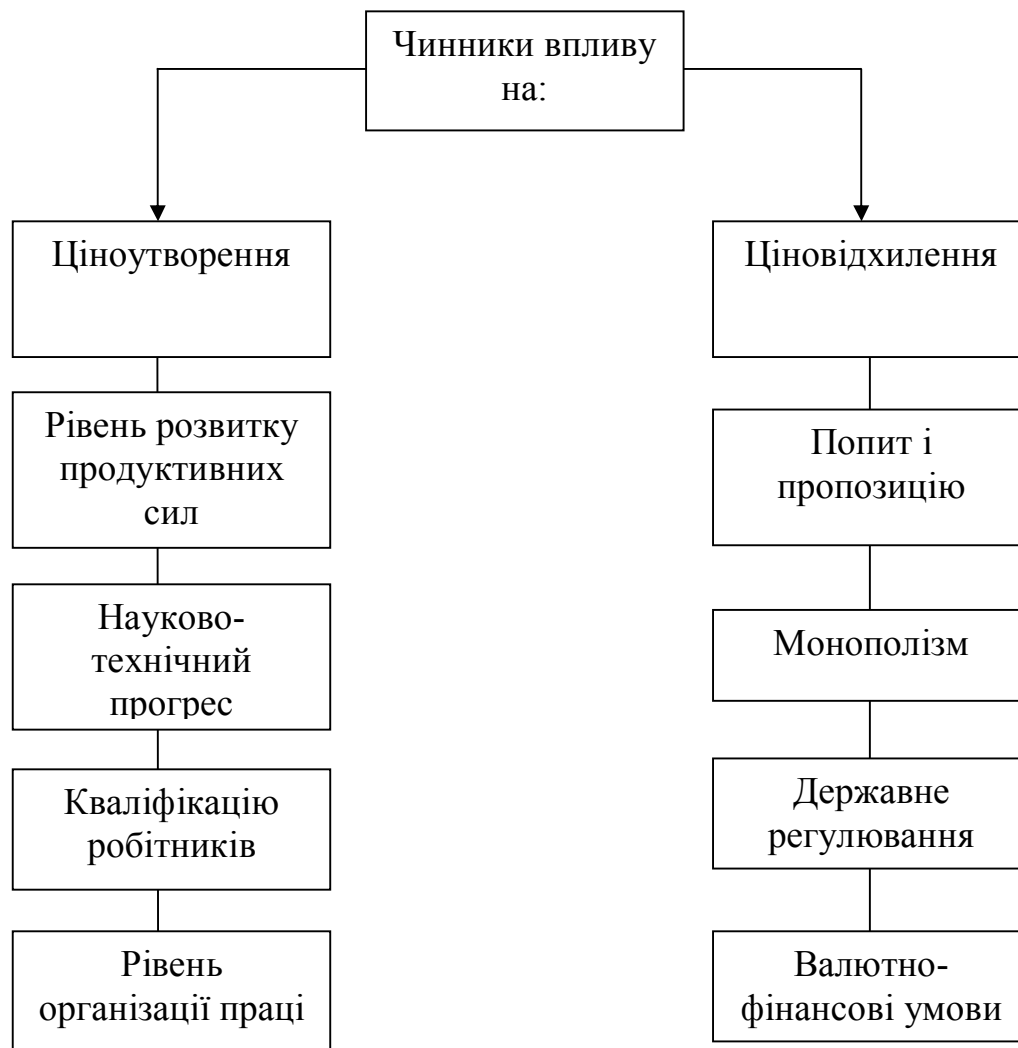 Чинники впливу
на:
Ціноутворення
Рівень розвитку
продуктивних
сил
Науково-
технічний
прогрес
Кваліфікацію
робітників
Рівень
організації праці
Ціновідхилення
Попит і
пропозицію
Монополізм
Державне
регулювання
Валютно-
фінансові умови